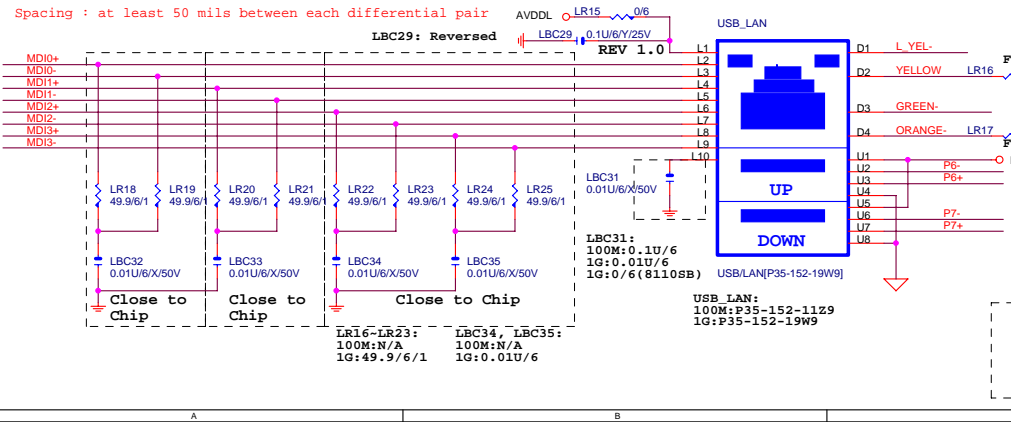 Spacing : at least 50 mils between each differential pair
AVDDL
LR15
0/6
LBC29: Reversed
LBC29
0.1U/6/Y/25V
REV 1.0
USB_LAN
MDI0+
MDI0-
MDI1+
MDI1-
MDI2+
MDI2-
MDI3+
MDI3-
L1
L2
L3
L4
L5
L6
L7
L8
L9
L10
D1
L_YEL-
D2
YELLOW
LR16
F
D3
GREEN-
D4
ORANGE-
LR17
F
U1
U2
P6-
U3
P6+
U4
U5
U6
P7-
U7
P7+
U8
UP
DOWN
USB/LAN[P35-152-19W9]
LR18
49.9/6/1
LR19
49.9/6/1
LR20
49.9/6/1
LR21
49.9/6/1
LR22
49.9/6/1
LR23
49.9/6/1
LR24
49.9/6/1
LR25
49.9/6/1
LBC31
0.01U/6/X/50V
LBC32
0.01U/6/X/50V
LBC33
0.01U/6/X/50V
LBC34
0.01U/6/X/50V
LBC35
0.01U/6/X/50V
Close to
Chip
Close to
Chip
Close to Chip
LBC31:
100M:0.1U/6
1G:0.01U/6
1G:0/6(8110SB)
USB_LAN:
100M:P35-152-11Z9
1G:P35-152-19W9
LR16~LR23:
100M:N/A
1G:49.9/6/1
LBC34, LBC35:
100M:N/A
1G:0.01U/6
A
B